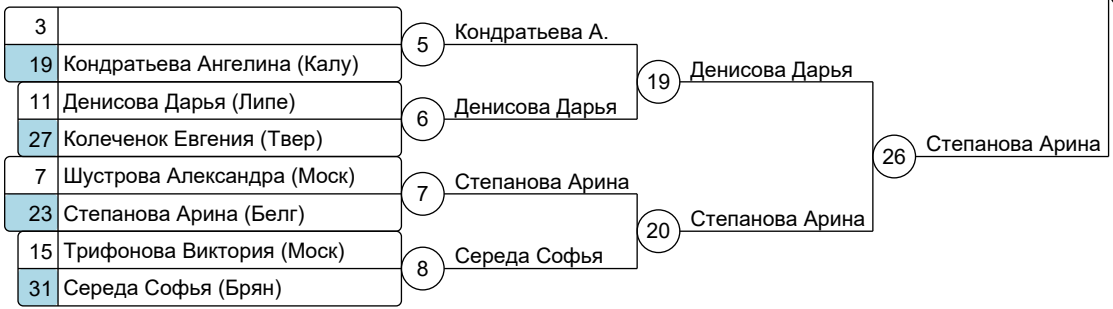 3
19 Кондратьева Ангелина (Калу)
11 Денисова Дарья (Липе)
27 Колеченок Евгения (Твер)
7 Шустрова Александра (Моск)
23 Степанова Арина (Белг)
15 Трифонова Виктория (Моск)
31 Середа Софья (Брян)
5 Кондратьева А.
6 Денисова Дарья
7 Степанова Арина
8 Середа Софья
19 Денисова Дарья
20 Степанова Арина
26 Степанова Арина